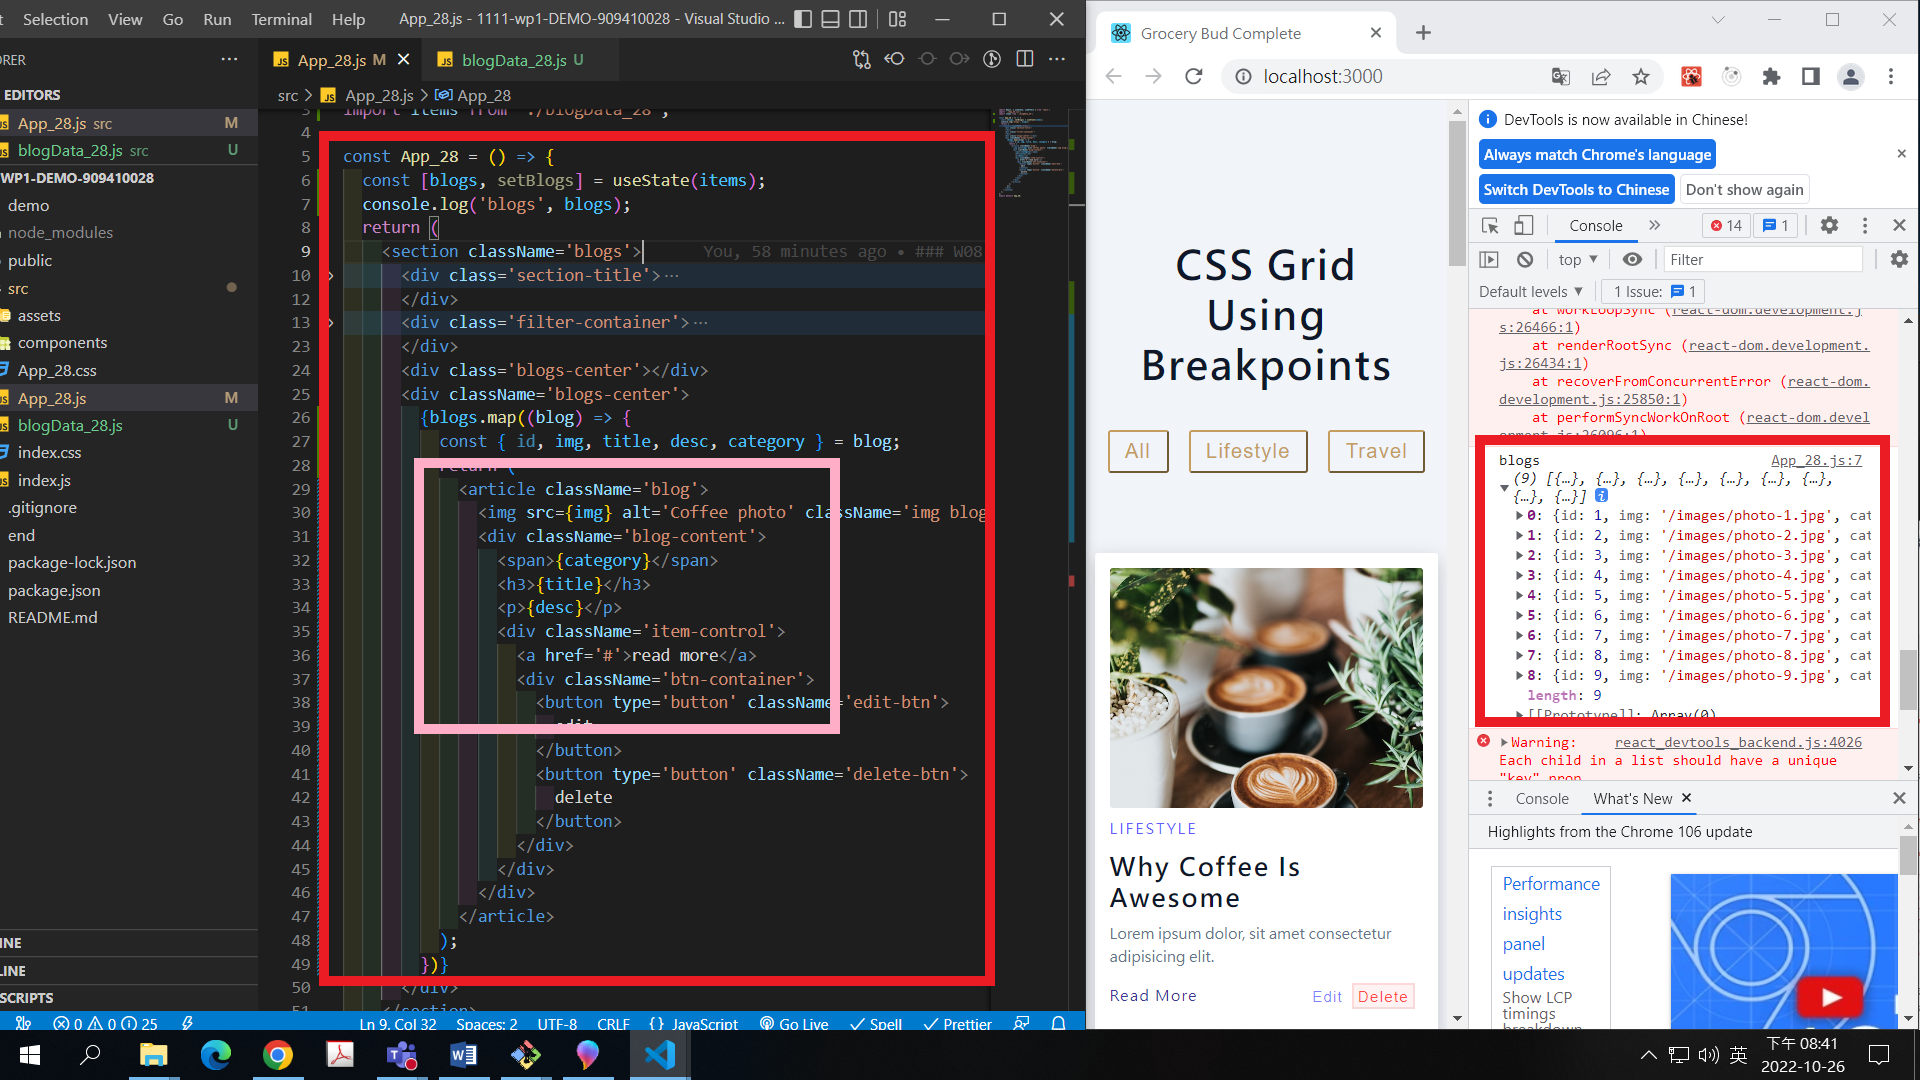 Selection View Go Run Terminal Help App_28.js - 1111-wp1-DEMO-909410028 - Visual Studio ...
App_28.js M
blogData_28.js U
src > App_28.js > App_28
EDITORS
App_28.js src M
blogData_28.js src U
WP1-DEMO-909410028
demo
node_modules
public
src
assets
components
App_28.css
App_28.js M
blogData_28.js U
index.css
index.js
.gitignore
end
package-lock.json
package.json
README.md
3 import items from './blogData_28';
4
5 const App_28 = () => {
6 const [blogs, setBlogs] = useState(items);
7 console.log('blogs', blogs);
8 return (
9 <section className='blogs'> You, 58 minutes ago • ### W08
10 <div class='section-title'>...
12 </div>
13 <div class='filter-container'>...
23 </div>
24 <div class='blogs-center'></div>
25 <div className='blogs-center'>
26 {blogs.map((blog) => {
27 const { id, img, title, desc, category } = blog;
28 return (
29 <article className='blog'>
30 <img src={img} alt='Coffee photo' className='img blog
31 <div className='blog-content'>
32 <span>{category}</span>
33 <h3>{title}</h3>
34 <p>{desc}</p>
35 <div className='item-control'>
36 <a href='#'>read more</a>
37 <div className='btn-container'>
38 <button type='button' className='edit-btn'>
39 edit
40 </button>
41 <button type='button' className='delete-btn'>
42 delete
43 </button>
44 </div>
45 </div>
46 </div>
47 </article>
48 );
49 })}
50 </div>
51 </section>
0 0 25
Ln 9, Col 32 Spaces: 2 UTF-8 CRLF {} JavaScript Go Live Spell Prettier
Grocery Bud Complete
localhost:3000
CSS Grid
Using
Breakpoints
All Lifestyle Travel
LIFESTYLE
Why Coffee Is
Awesome
Lorem ipsum dolor, sit amet consectetur
adipisicing elit.
Read More Edit Delete
DevTools is now available in Chinese!
Always match Chrome's language
Switch DevTools to Chinese Don't show again
Console 14 1
top Filter
Default levels 1 Issue: 1
at workLoopSync (react-dom.development.j
s:26466:1)
at renderRootSync (react-dom.development.
js:26434:1)
at recoverFromConcurrentError (react-dom.
development.js:25850:1)
at performSyncWorkOnRoot (react-dom.devel
opment.js:26096:1)
blogs App_28.js:7
(9) [{…}, {…}, {…}, {…}, {…}, {…}, {…},
{…}, {…}]
0: {id: 1, img: '/images/photo-1.jpg', cat
1: {id: 2, img: '/images/photo-2.jpg', cat
2: {id: 3, img: '/images/photo-3.jpg', cat
3: {id: 4, img: '/images/photo-4.jpg', cat
4: {id: 5, img: '/images/photo-5.jpg', cat
5: {id: 6, img: '/images/photo-6.jpg', cat
6: {id: 7, img: '/images/photo-7.jpg', cat
7: {id: 8, img: '/images/photo-8.jpg', cat
8: {id: 9, img: '/images/photo-9.jpg', cat
length: 9
[[Prototype]]: Array(0)
Warning: react_devtools_backend.js:4026
Each child in a list should have a unique
"key" prop
Console What's New
Highlights from the Chrome 106 update
Performance
insights
panel
updates
Show LCP
timings
breakdown
英
下午 08:41
2022-10-26